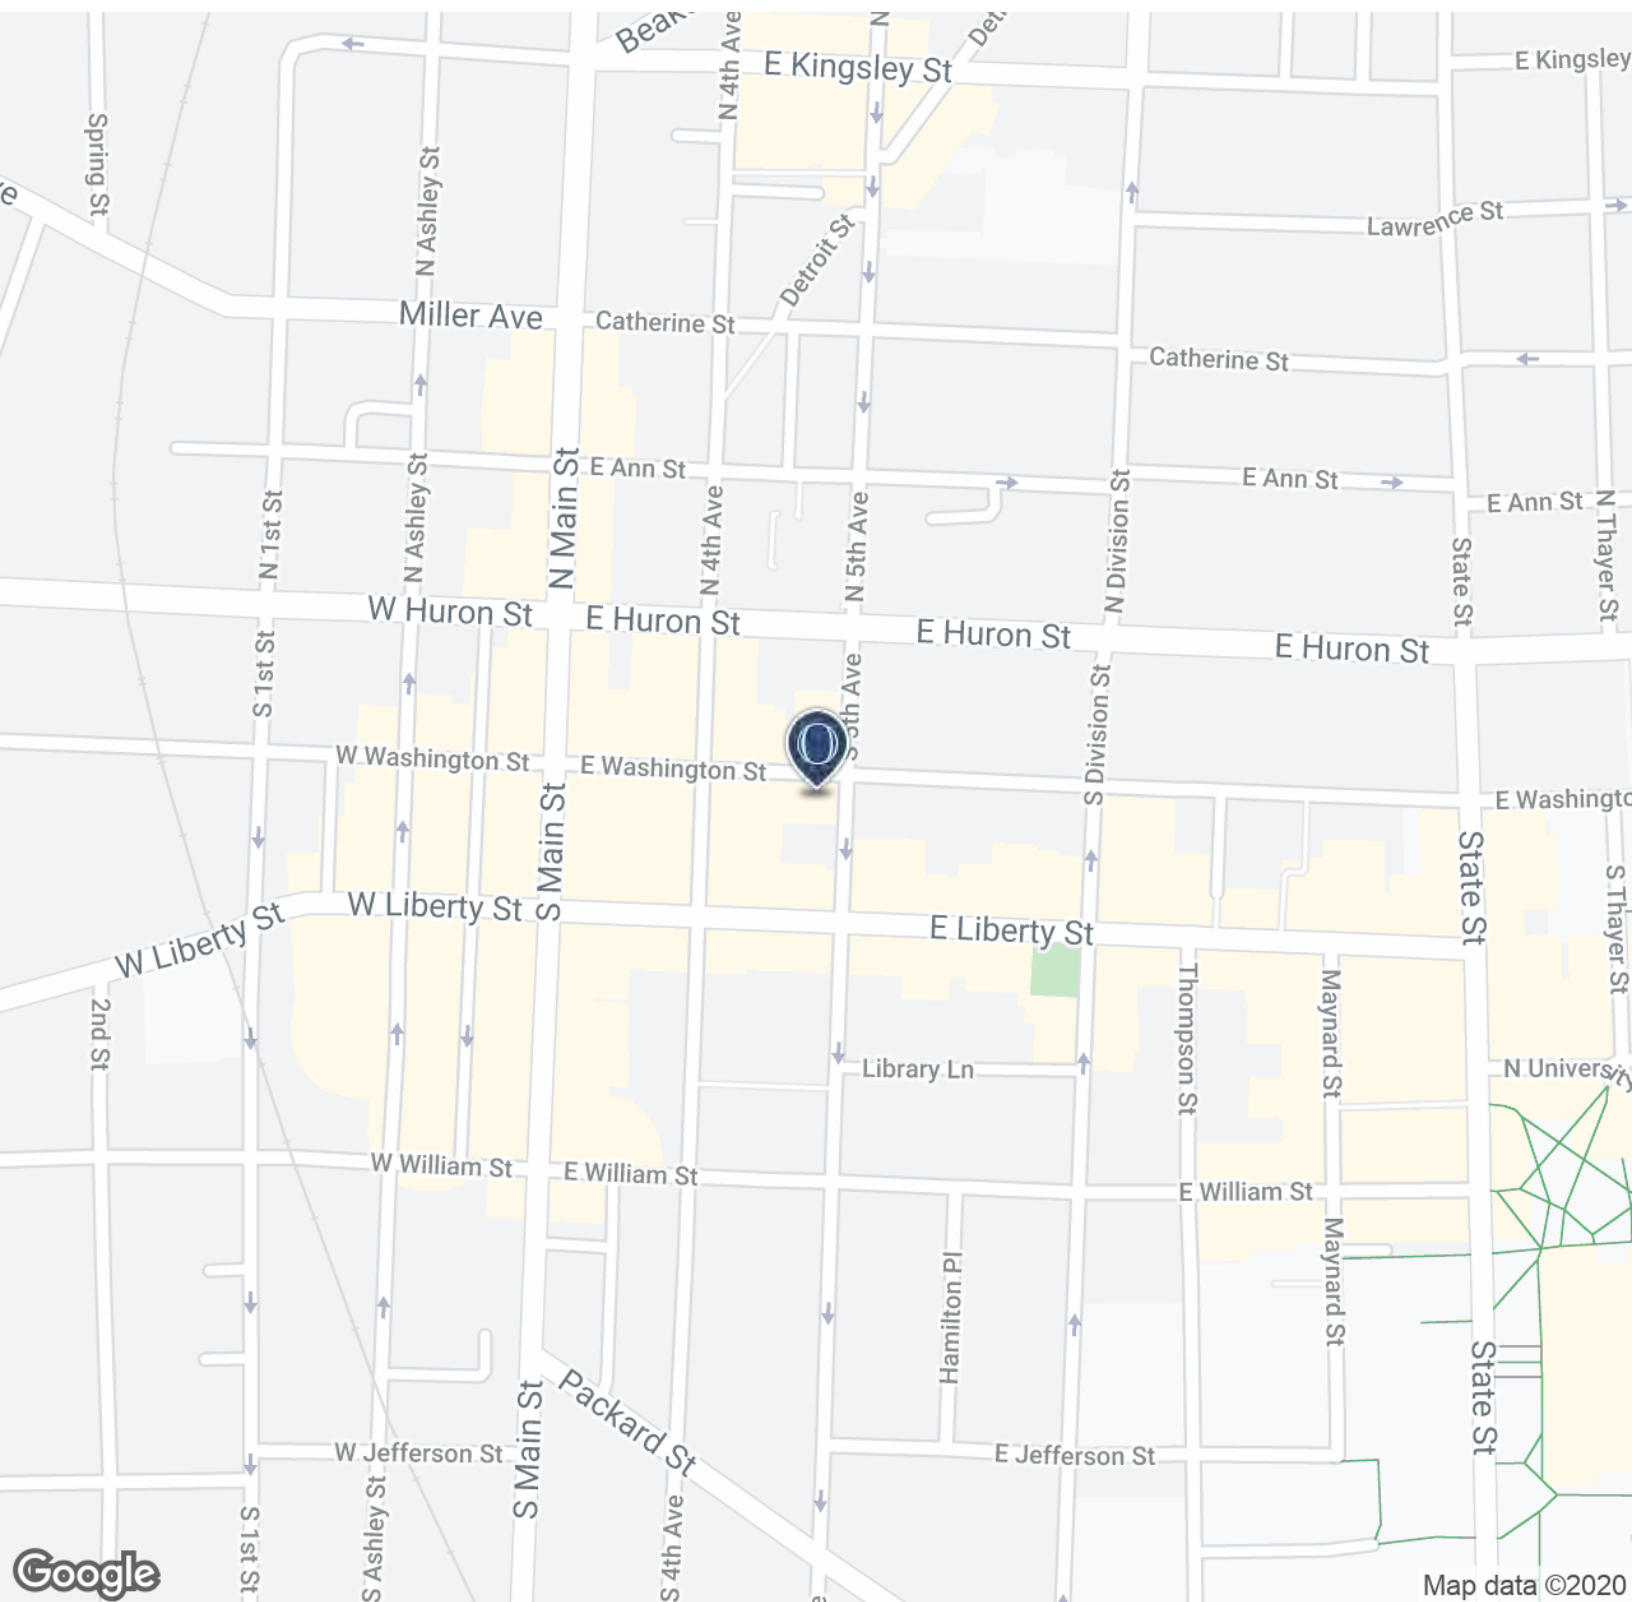 N 4th Ave
E Kingsley St
E Kingsley
Spring St
N Ashley St
Lawrence St
Detroit St
Miller Ave
Catherine St
Catherine St
E Ann St
E Ann St
E Ann St
N 1st St
N Ashley St
N Main St
N 4th Ave
N 5th Ave
N Division St
State St
N Thayer St
W Huron St
E Huron St
E Huron St
E Huron St
S 1st St
S 5th Ave
S Division St
W Washington St
E Washington St
E Washingto
S Main St
State St
S Thayer St
W Liberty St
W Liberty St
E Liberty St
2nd St
Thompson St
Maynard St
Library Ln
N University
W William St
E William St
E William St
Hamilton Pl
Maynard St
State St
Packard St
S Main St
W Jefferson St
E Jefferson St
S 1st St
S Ashley St
S 4th Ave
Google
Map data ©2020